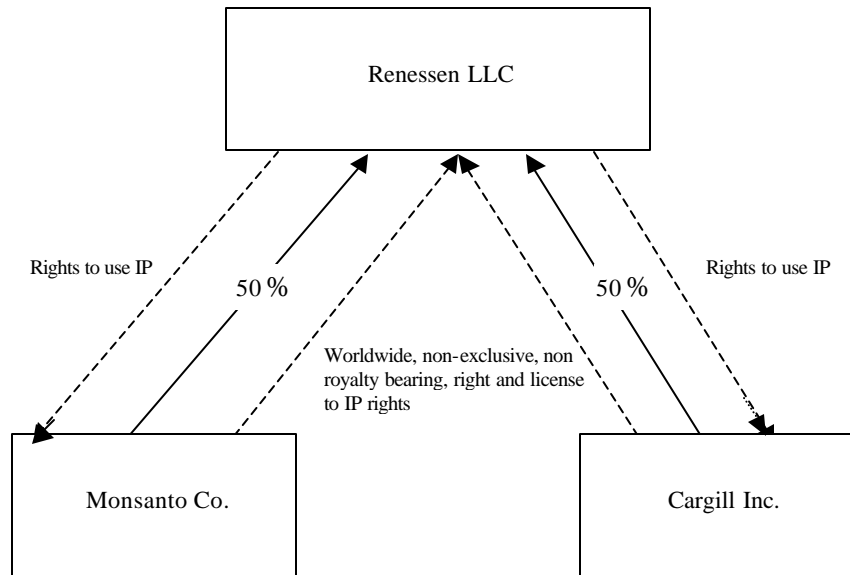 Renessen LLC
Rights to use IP
50 %
50 %
Rights to use IP
Worldwide, non-exclusive, non
royalty bearing, right and license
to IP rights
Monsanto Co.
Cargill Inc.